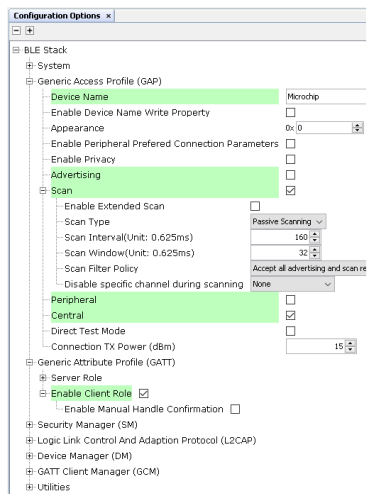 Configuration Options ×
BLE Stack
System
Generic Access Profile (GAP)
Device Name Microchip
Enable Device Name Write Property
Appearance 0x 0
Enable Peripheral Prefered Connection Parameters
Enable Privacy
Advertising
Scan
Enable Extended Scan
Scan Type Passive Scanning
Scan Interval(Unit: 0.625ms) 160
Scan Window(Unit: 0.625ms) 32
Scan Filter Policy Accept all advertising and scan re
Disable specific channel during scanning None
Peripheral
Central
Direct Test Mode
Connection TX Power (dBm) 15
Generic Attribute Profile (GATT)
Server Role
Enable Client Role
Enable Manual Handle Confirmation
Security Manager (SM)
Logic Link Control And Adaption Protocol (L2CAP)
Device Manager (DM)
GATT Client Manager (GCM)
Utilities